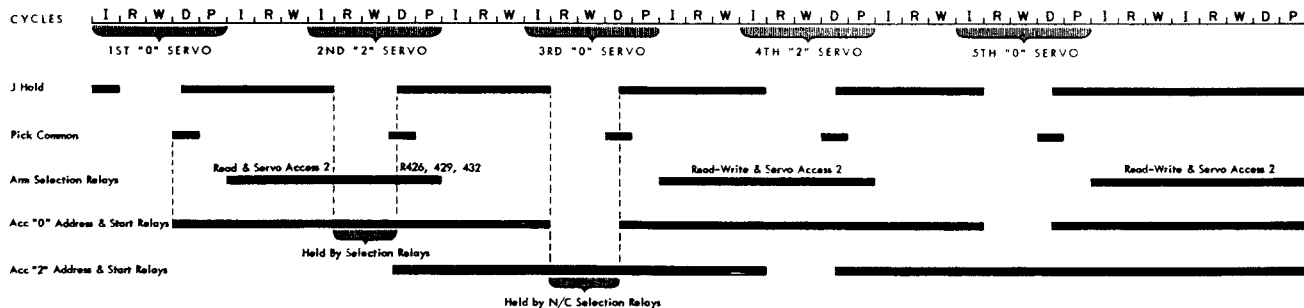 CYCLES I R W D P I R W I R W D P I R W I R W D P I R W I R W D P I R W I R W D P I R W I R W D P
1ST "0" SERVO 2ND "2" SERVO 3RD "0" SERVO 4TH "2" SERVO 5TH "0" SERVO
J Hold
Pick Common
Read & Servo Access 2 R426, 429, 432 Read-Write & Servo Access 2 Read-Write & Servo Access 2
Arm Selection Relays
Acc "0" Address & Start Relays
Held By Selection Relays
Acc "2" Address & Start Relays
Held by N/C Selection Relays